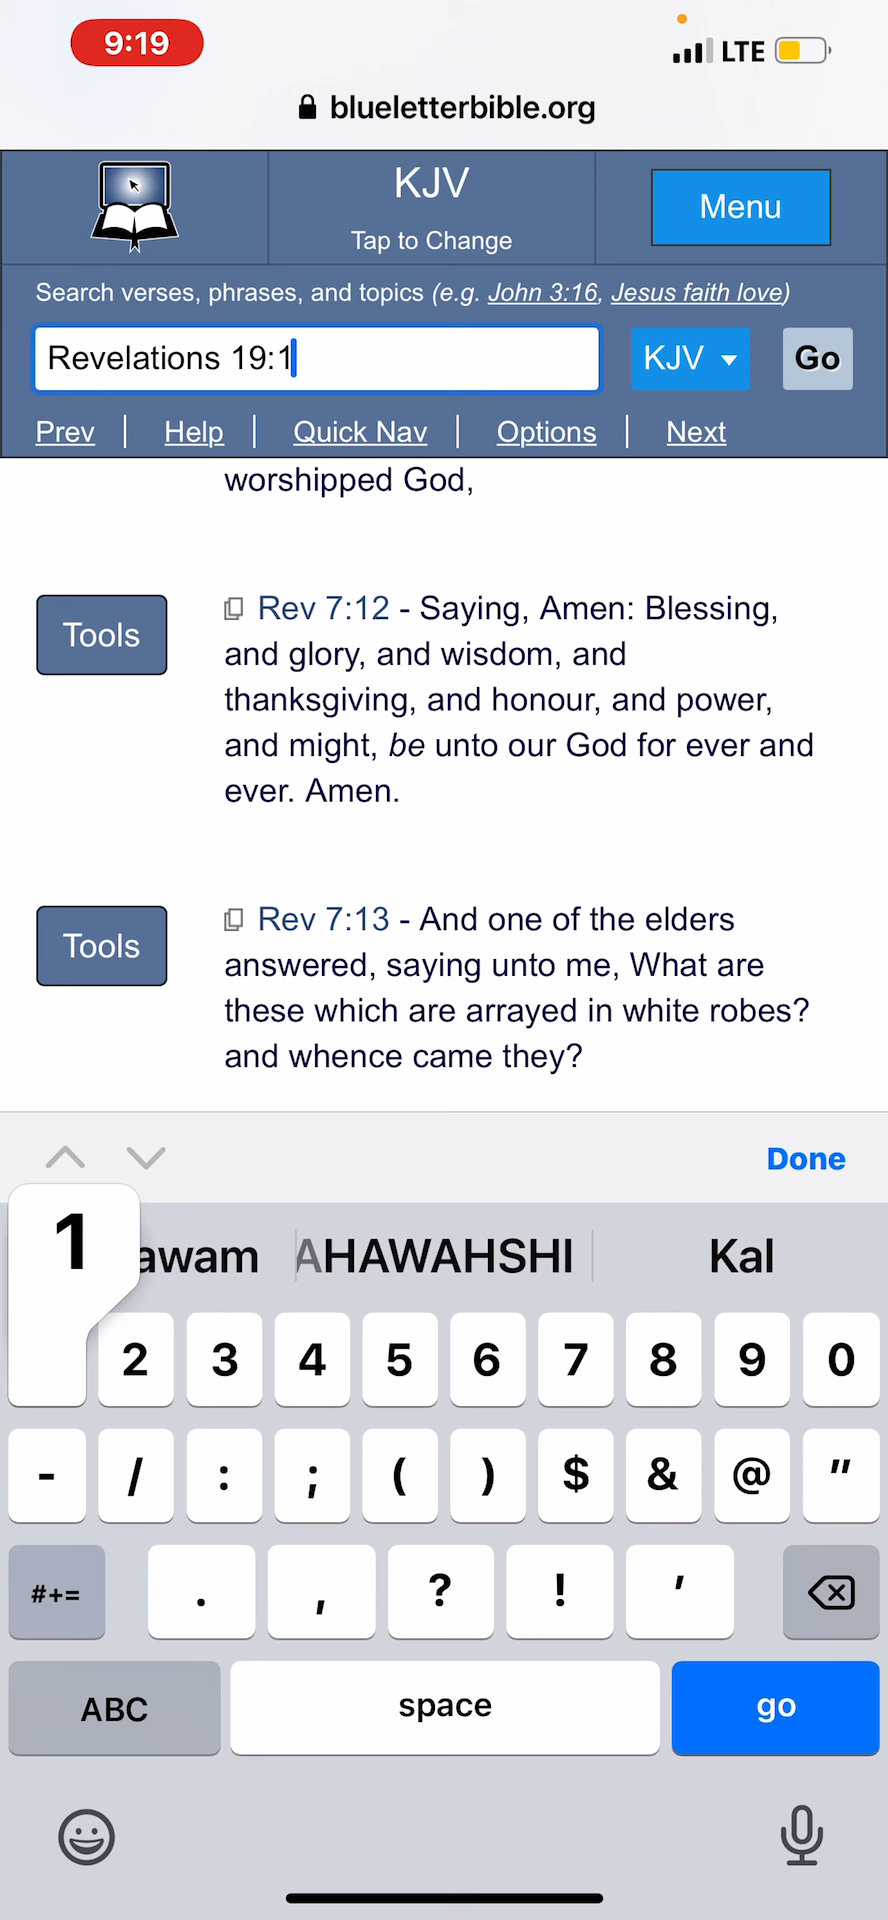 9:19
LTE
blueletterbible.org
KJV
Tap to Change
Menu
Search verses, phrases, and topics (e.g. John 3:16, Jesus faith love)
Revelations 19:1
KJV
Go
Prev | Help | Quick Nav | Options | Next
worshipped God,
Tools
Rev 7:12 - Saying, Amen: Blessing,
and glory, and wisdom, and
thanksgiving, and honour, and power,
and might, be unto our God for ever and
ever. Amen.
Tools
Rev 7:13 - And one of the elders
answered, saying unto me, What are
these which are arrayed in white robes?
and whence came they?
Done
1
awam AHAWAHSHI Kal
2 3 4 5 6 7 8 9 0
- / : ; ( ) $ & @ "
#+= . , ? ! '
ABC space go